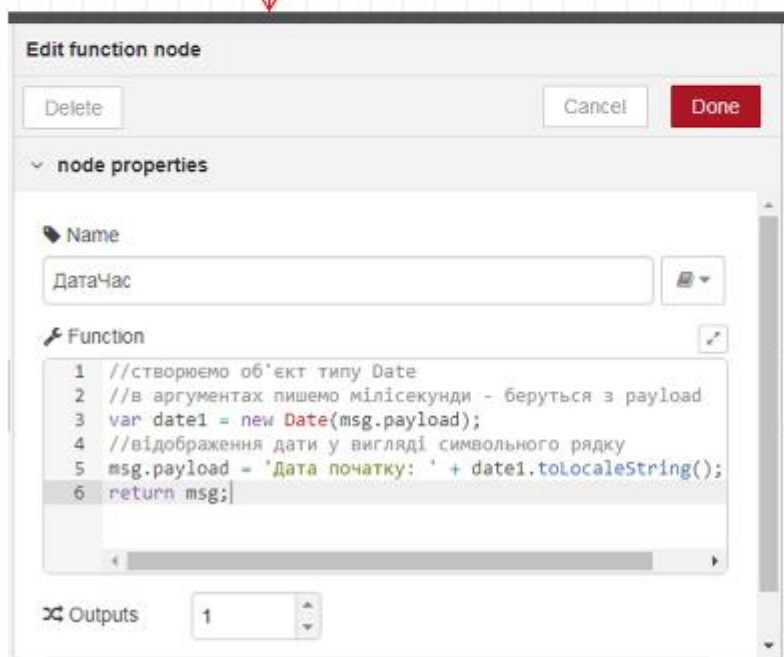 Edit function node
Delete Cancel Done
node properties
Name
ДатаЧас
Function
1 //створюємо об'єкт типу Date
2 //в аргументах пишемо мілісекунди - беруться з payload
3 var date1 = new Date(msg.payload);
4 //відображення дати у вигляді символьного рядку
5 msg.payload = 'Дата початку: ' + date1.toLocaleString();
6 return msg;
Outputs 1